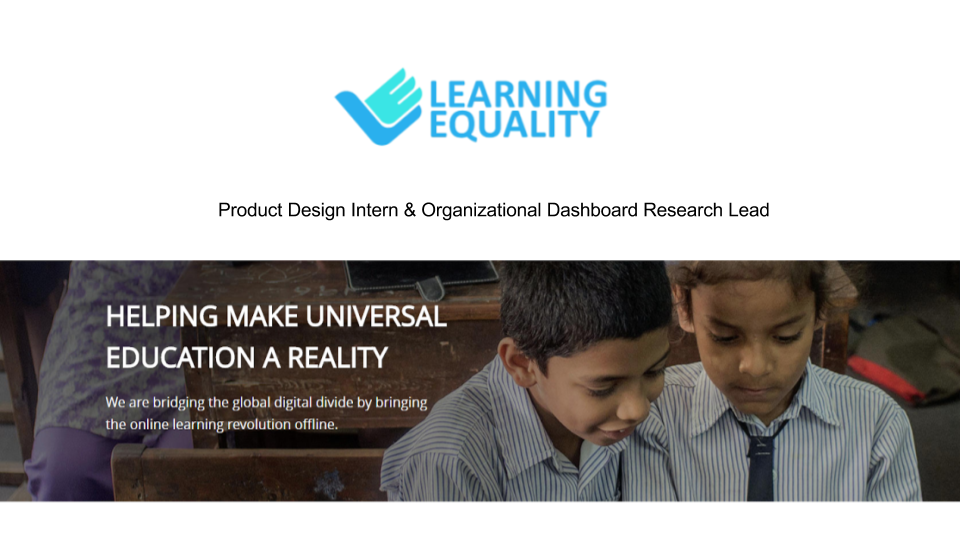 LEARNING
EQUALITY
Product Design Intern & Organizational Dashboard Research Lead
HELPING MAKE UNIVERSAL
EDUCATION A REALITY
We are bridging the global digital divide by bringing
the online learning revolution offline.